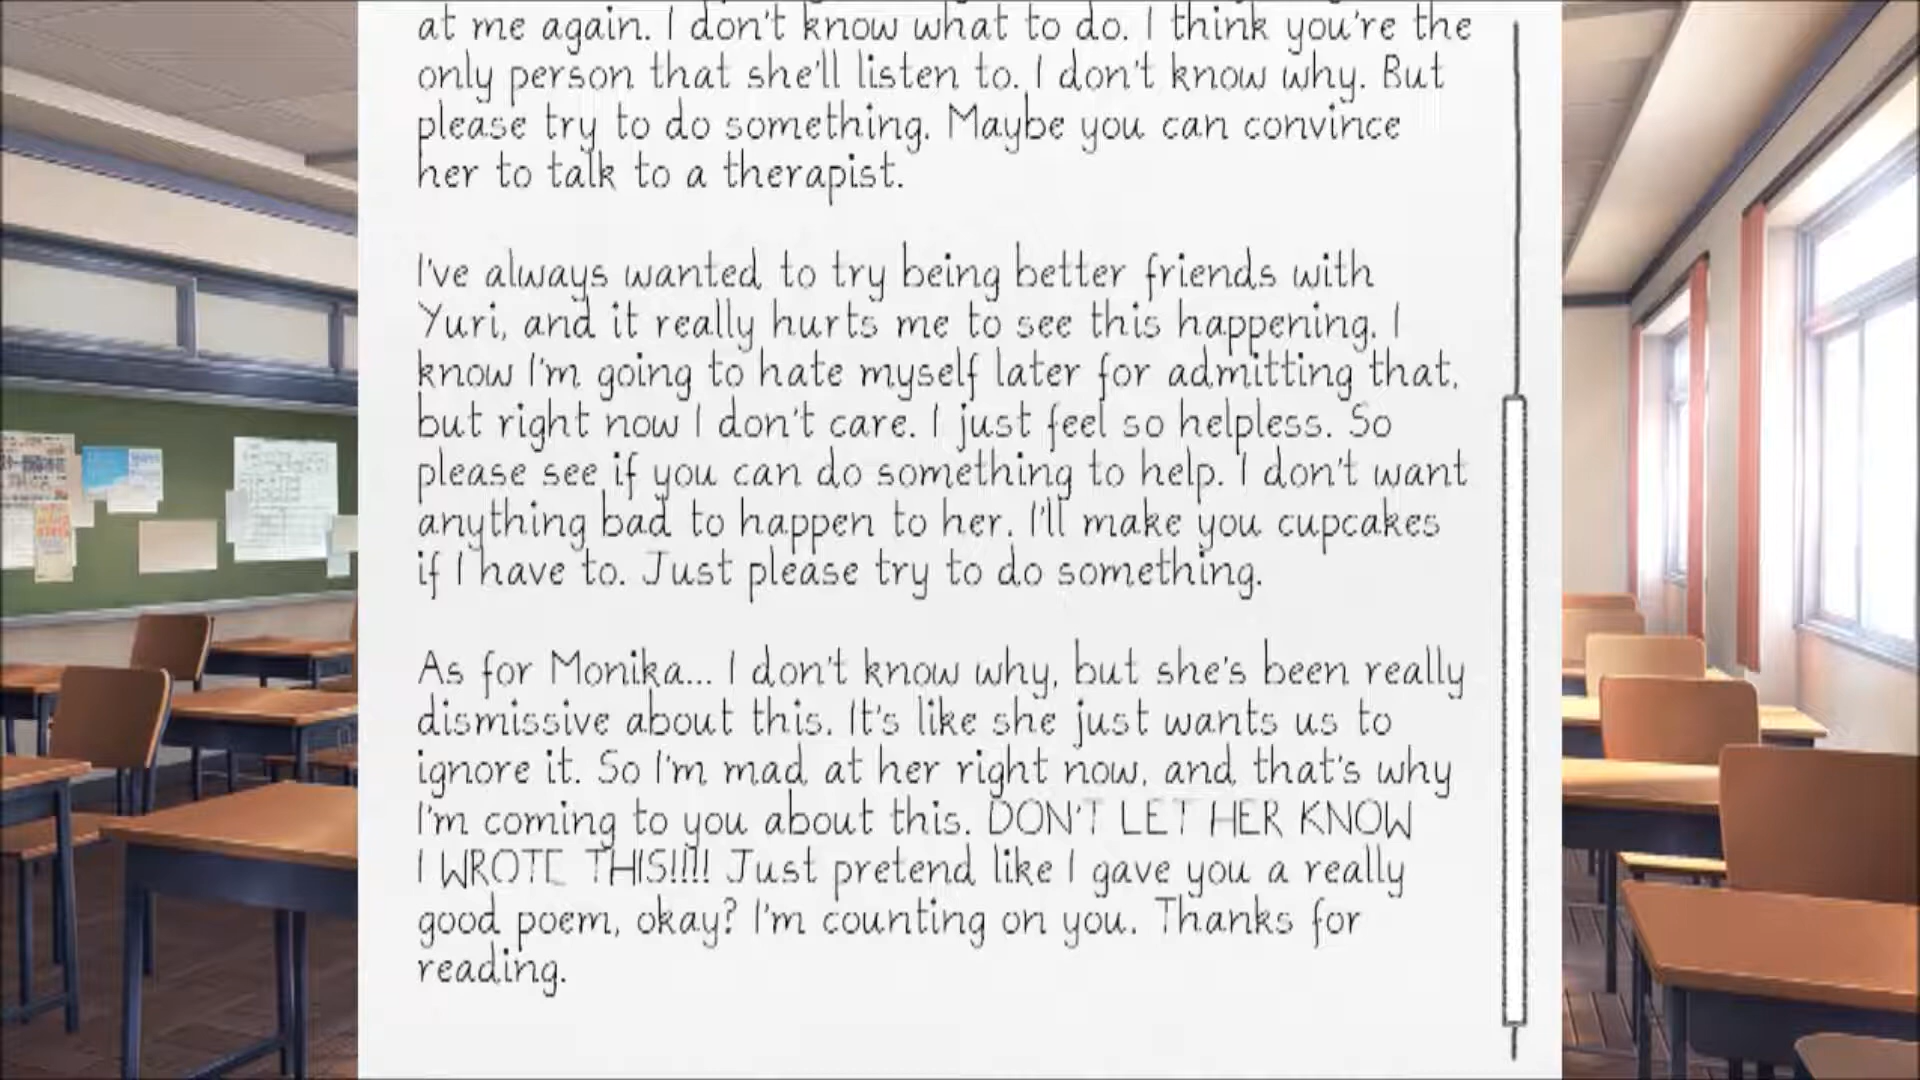 at me again. I don't know what to do. I think you're the
only person that she'll listen to. I don't know why. But
please try to do something. Maybe you can convince
her to talk to a therapist.
I've always wanted to try being better friends with
Yuri, and it really hurts me to see this happening. I
know I'm going to hate myself later for admitting that,
but right now I don't care. I just feel so helpless. So
please see if you can do something to help. I don't want
anything bad to happen to her. I'll make you cupcakes
if I have to. Just please try to do something.
As for Monika... I don't know why, but she's been really
dismissive about this. It's like she just wants us to
ignore it. So I'm mad at her right now, and that's why
I'm coming to you about this. DON'T LET HER KNOW
I WROTE THIS!!!! Just pretend like I gave you a really
good poem, okay? I'm counting on you. Thanks for
reading.